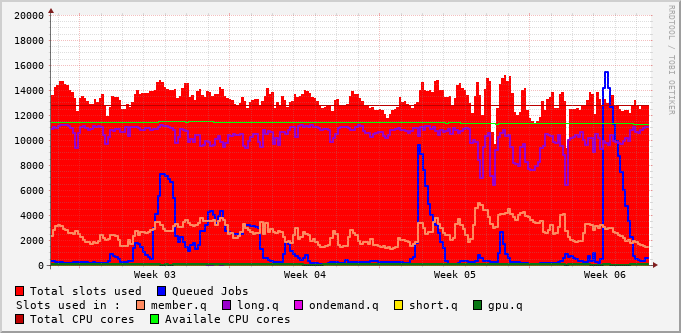 20000
18000
16000
14000
12000
10000
8000
6000
4000
2000
0
Week 03 Week 04 Week 05 Week 06
RRDTOOL / TOBI OETIKER
Total slots used Queued Jobs
Slots used in : member.q long.q ondemand.q short.q gpu.q
Total CPU cores Availale CPU cores